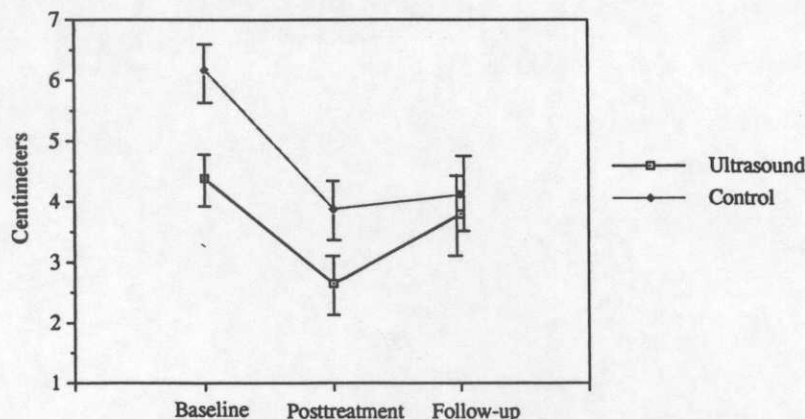 7
6
5
4
3
2
1
Centimeters
Baseline Posttreatment Follow-up
Ultrasound
Control